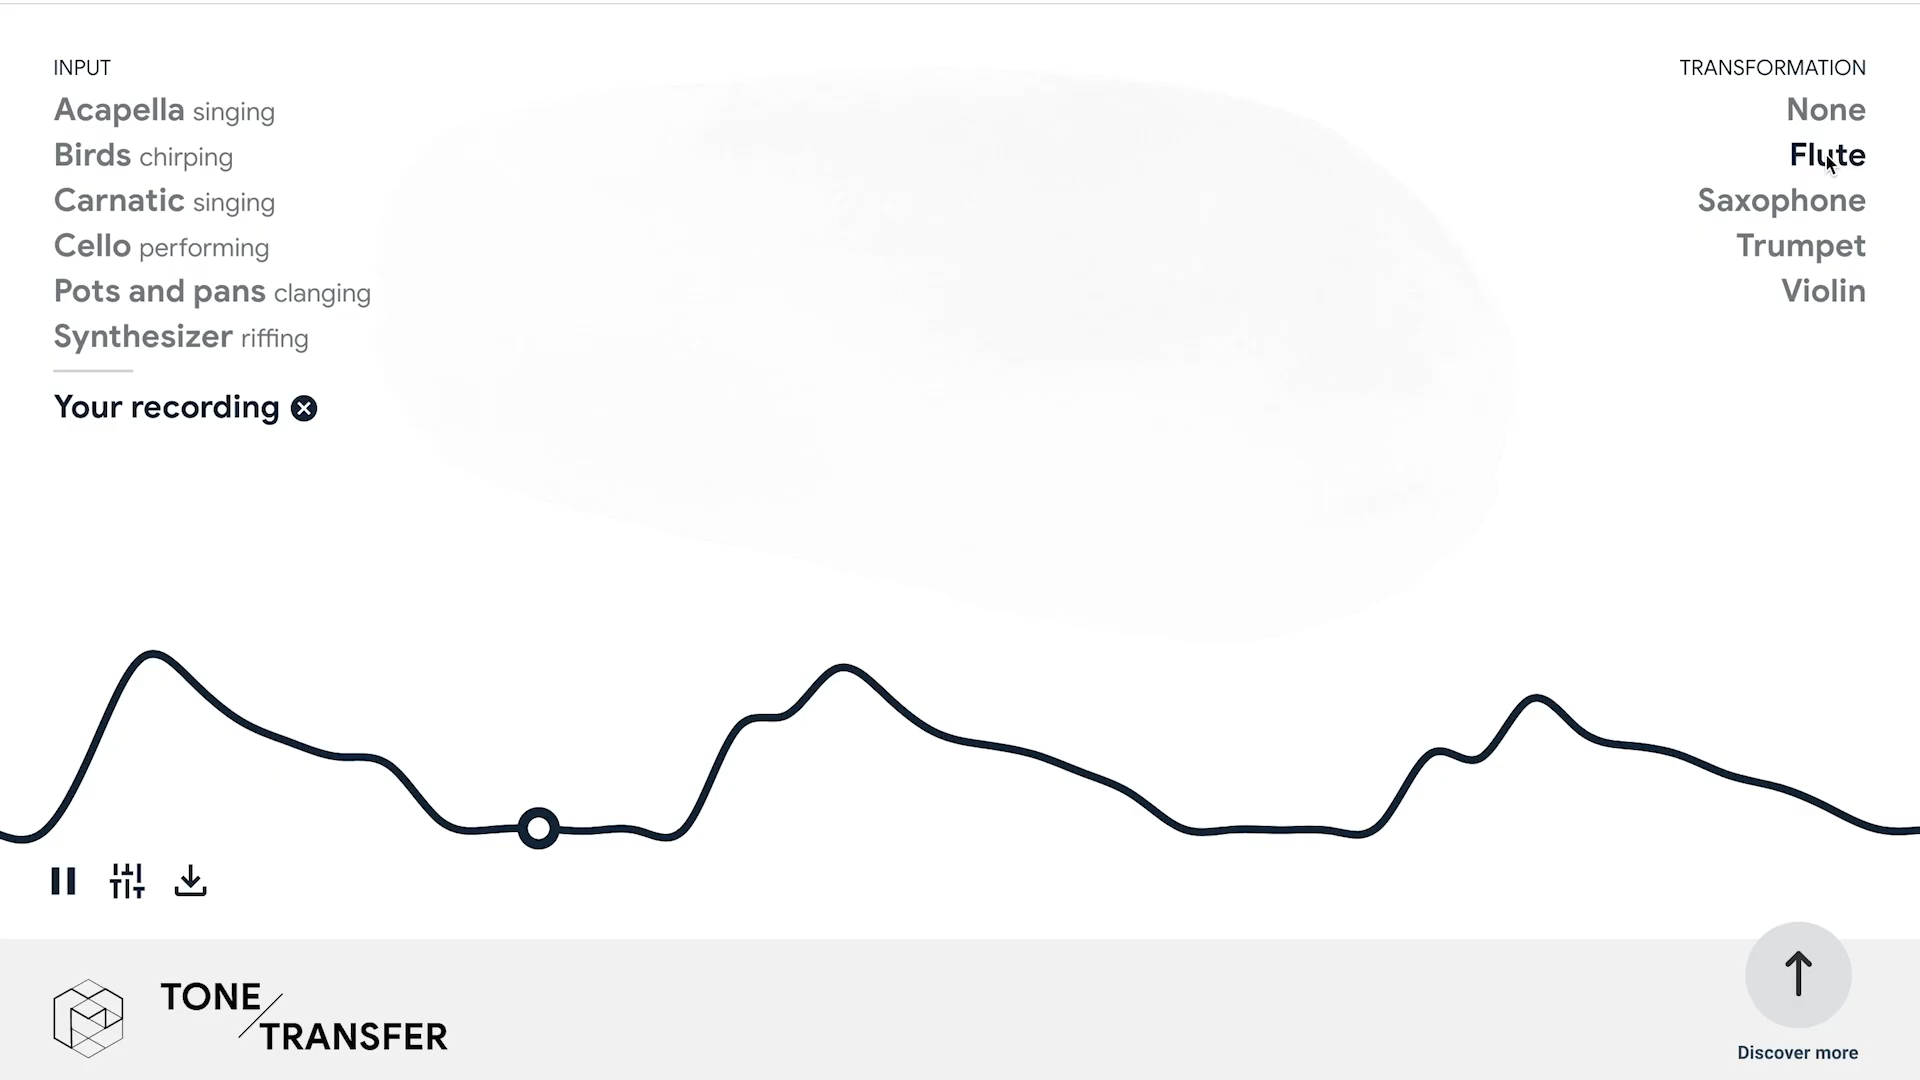 INPUT
Acapella singing
Birds chirping
Carnatic singing
Cello performing
Pots and pans clanging
Synthesizer riffing
Your recording
TRANSFORMATION
None
Flute
Saxophone
Trumpet
Violin
TONE
TRANSFER
Discover more